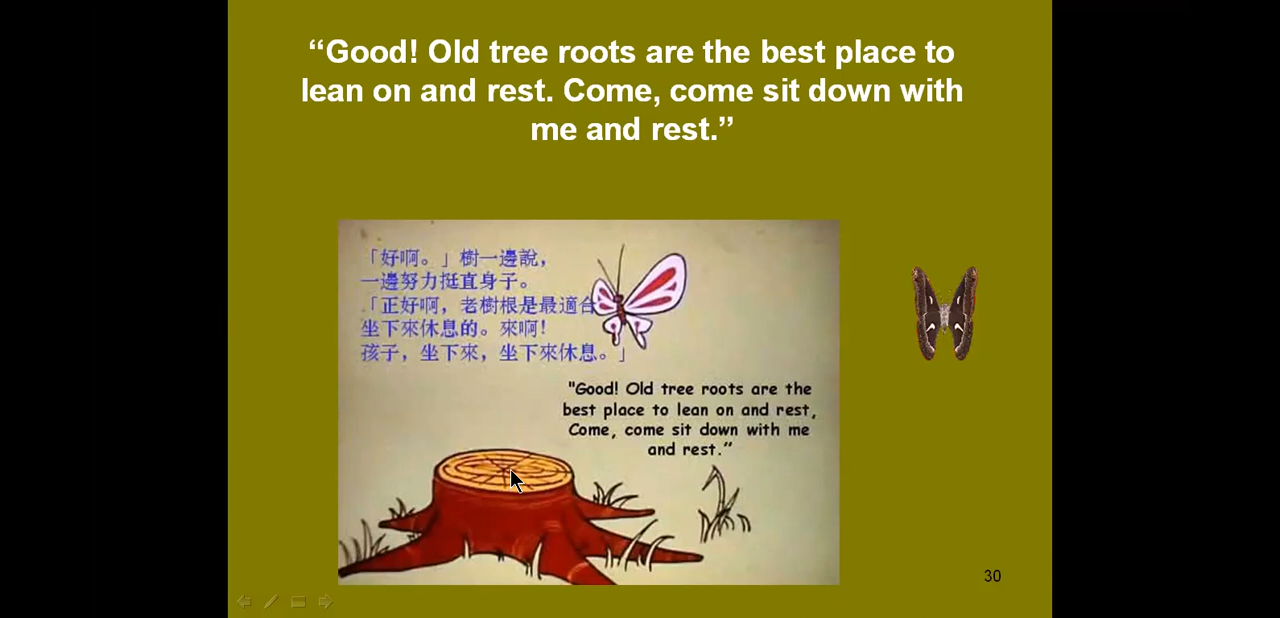 “Good! Old tree roots are the best place to
lean on and rest. Come, come sit down with
me and rest.”
「好啊。」樹一邊說，
一邊努力挺直身子。
「正好啊，老樹根是最適合
坐下來休息的。來啊！
孩子，坐下來，坐下來休息。」
"Good! Old tree roots are the
best place to lean on and rest,
Come, come sit down with me
and rest.”
30